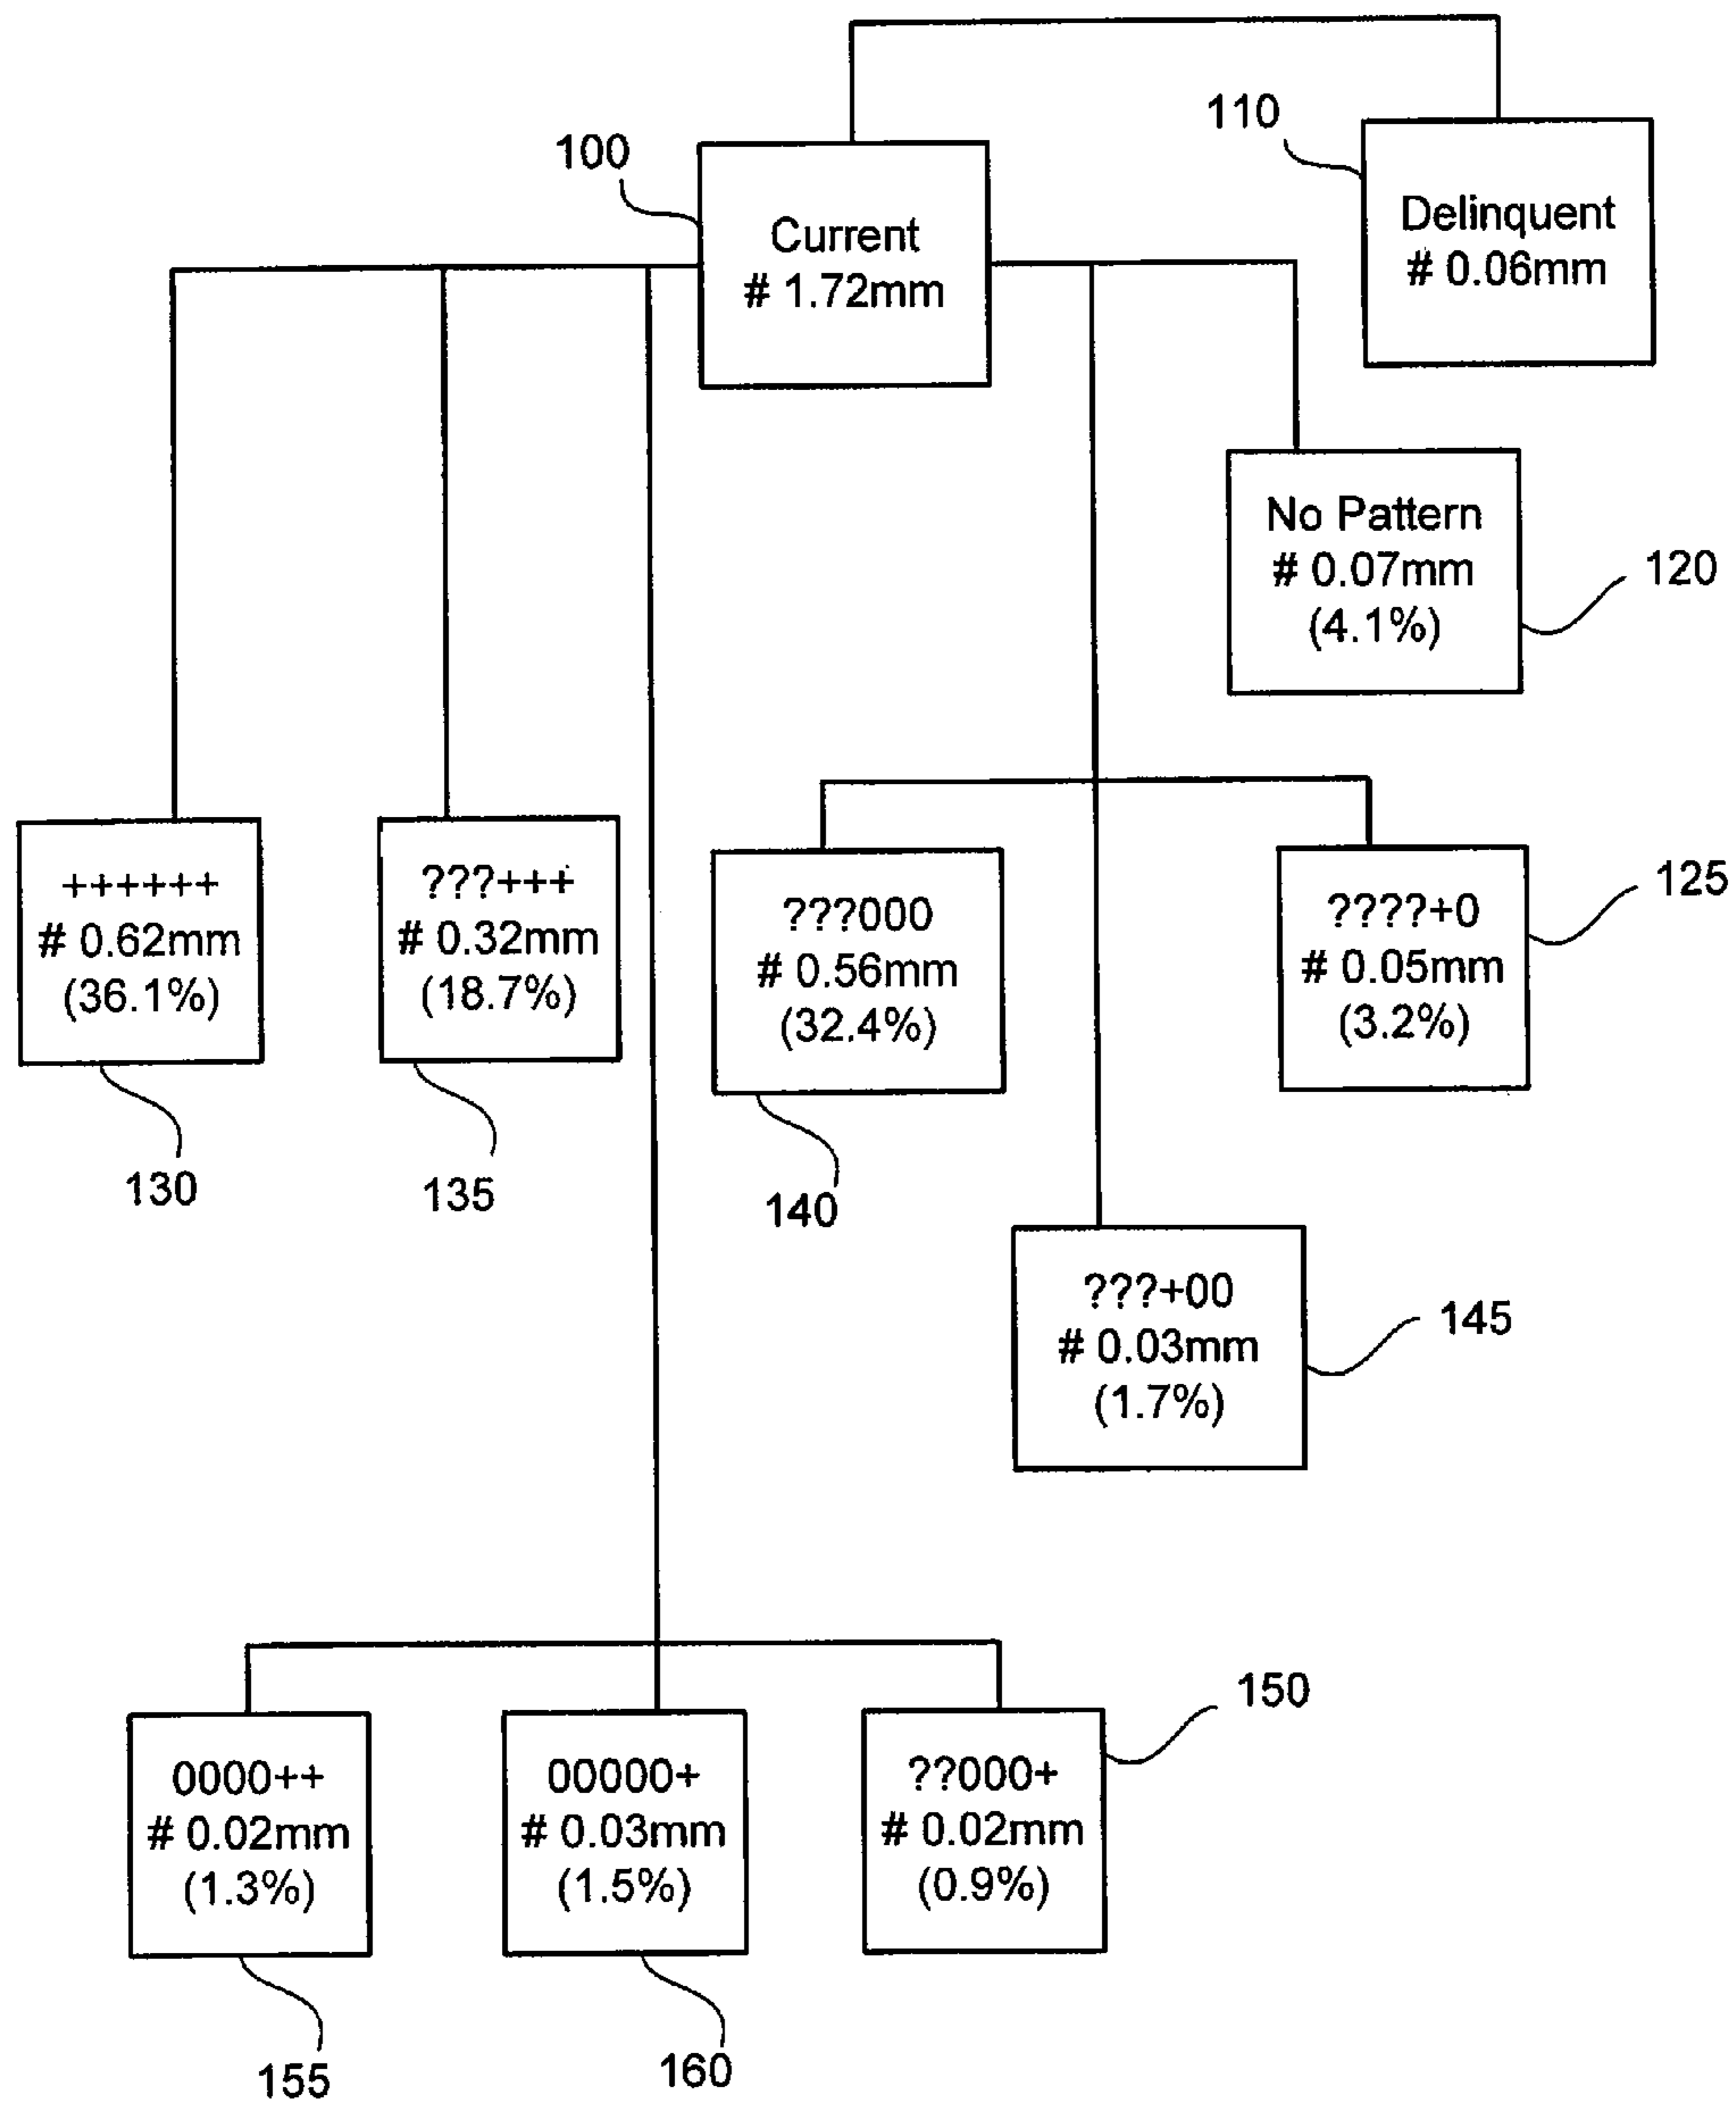 110
100
Delinquent
# 0.06mm
Current
# 1.72mm
No Pattern
# 0.07mm
(4.1%)
120
++++++
# 0.62mm
(36.1%)
130
???+++
# 0.32mm
(18.7%)
135
???000
# 0.56mm
(32.4%)
140
????+0
# 0.05mm
(3.2%)
125
???+00
# 0.03mm
(1.7%)
145
0000++
# 0.02mm
(1.3%)
155
00000+
# 0.03mm
(1.5%)
160
??000+
# 0.02mm
(0.9%)
150